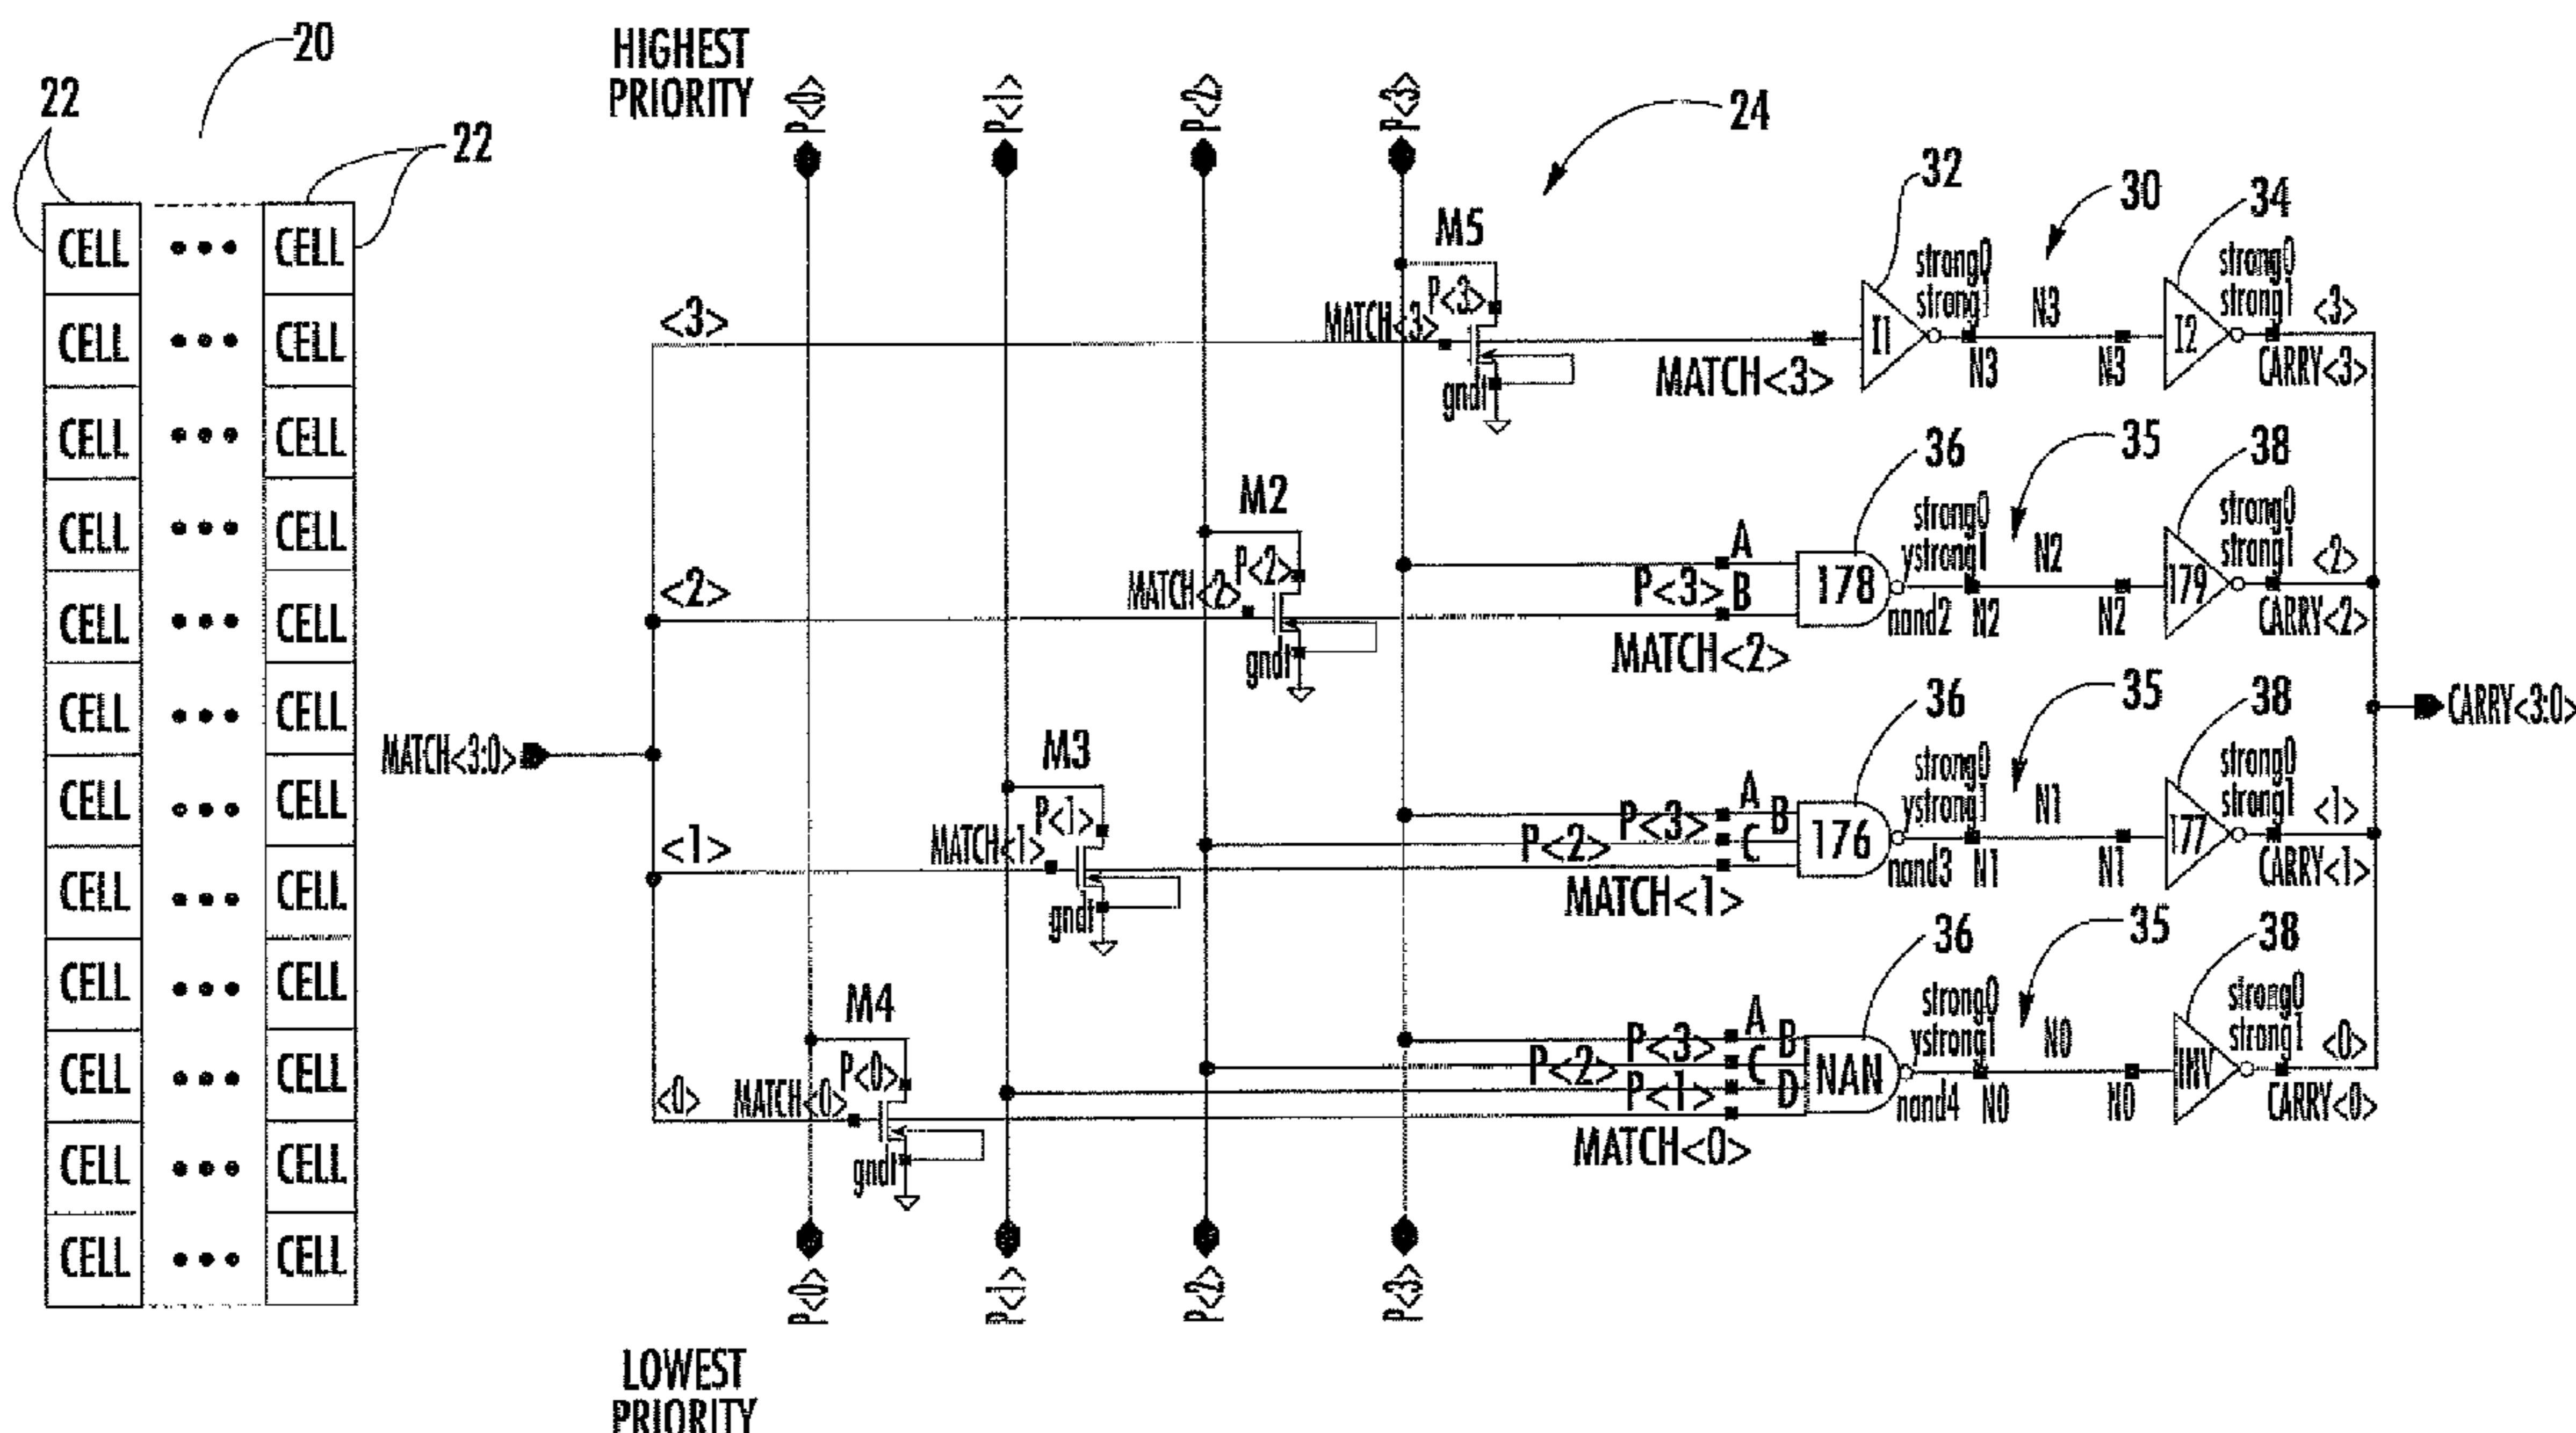 20
22
22
CELL ••• CELL
CELL ••• CELL
CELL ••• CELL
CELL ••• CELL
CELL ••• CELL
CELL ••• CELL
CELL ••• CELL
CELL ••• CELL
CELL ••• CELL
CELL ••• CELL
CELL ••• CELL
CELL ••• CELL
HIGHEST
PRIORITY
P<0>
P<1>
P<2>
P<3>
24
MATCH<3:0>
<3>
MATCH<3>
M5
P<3>
gndt
MATCH<3>
32
I1
strong0
strong1
N3
30
N3
N3
34
I2
strong0
strong1
<3>
CARRY<3>
<2>
MATCH<2>
M2
P<2>
gndt
A
P<3>
B
MATCH<2>
36
178
strong0
ystrong1
nand2
N2
35
N2
N2
38
179
strong0
strong1
<2>
CARRY<2>
CARRY<3:0>
<1>
MATCH<1>
M3
P<1>
gndt
P<3>
A
B
P<2>
C
MATCH<1>
36
176
strong0
ystrong1
nand3
N1
35
N1
N1
38
177
strong0
strong1
<1>
CARRY<1>
<0>
MATCH<0>
M4
P<0>
gndt
P<3>
A
B
P<2>
C
P<1>
D
MATCH<0>
36
NAN
strong0
ystrong1
nand4
N0
35
N0
N0
38
INV
strong0
strong1
<0>
CARRY<0>
P<0>
P<1>
P<2>
P<3>
LOWEST
PRIORITY